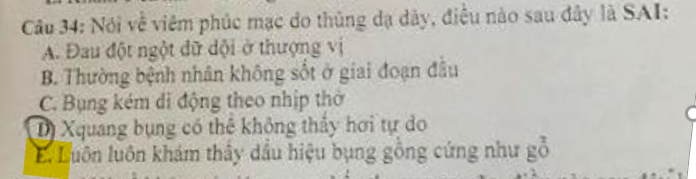 Câu 34: Nói về viêm phúc mạc do thủng dạ dày, điều nào sau đây là SAI:
A. Đau đột ngột dữ dội ở thượng vị
B. Thường bệnh nhân không sốt ở giai đoạn đầu
C. Bụng kém di động theo nhịp thở
D) Xquang bụng có thể không thấy hơi tự do
E. Luôn luôn khám thấy dấu hiệu bụng gồng cứng như gỗ